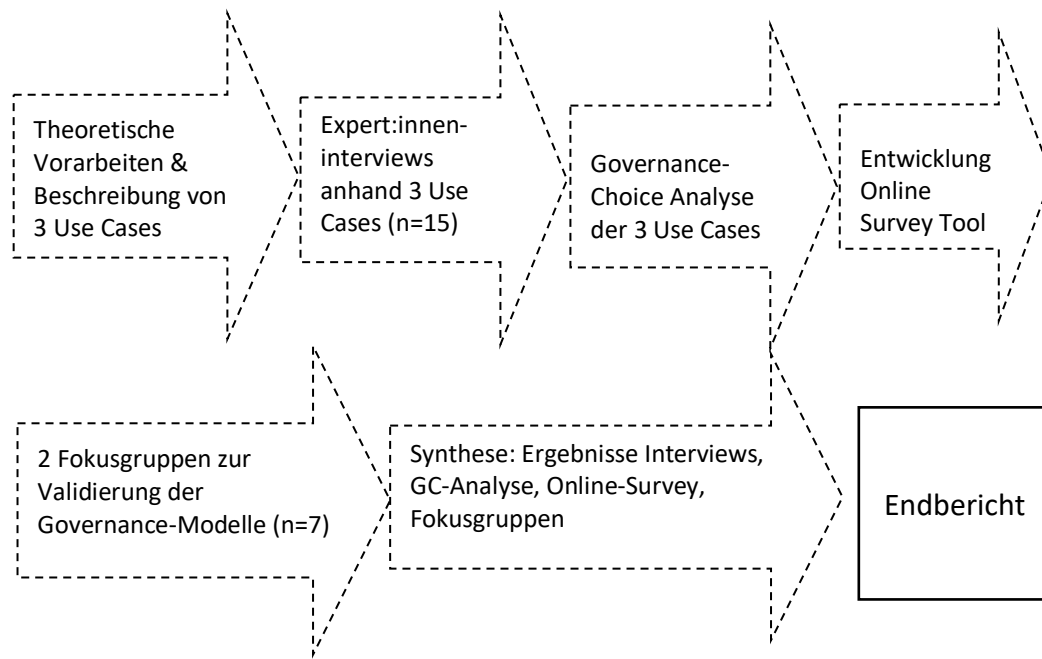 Theoretische
Vorarbeiten &
Beschreibung von
3 Use Cases
Expert:innen-
interviews
anhand 3 Use
Cases (n=15)
Governance-
Choice Analyse
der 3 Use Cases
Entwicklung
Online
Survey Tool
2 Fokusgruppen zur
Validierung der
Governance-Modelle (n=7)
Synthese: Ergebnisse Interviews,
GC-Analyse, Online-Survey,
Fokusgruppen
Endbericht